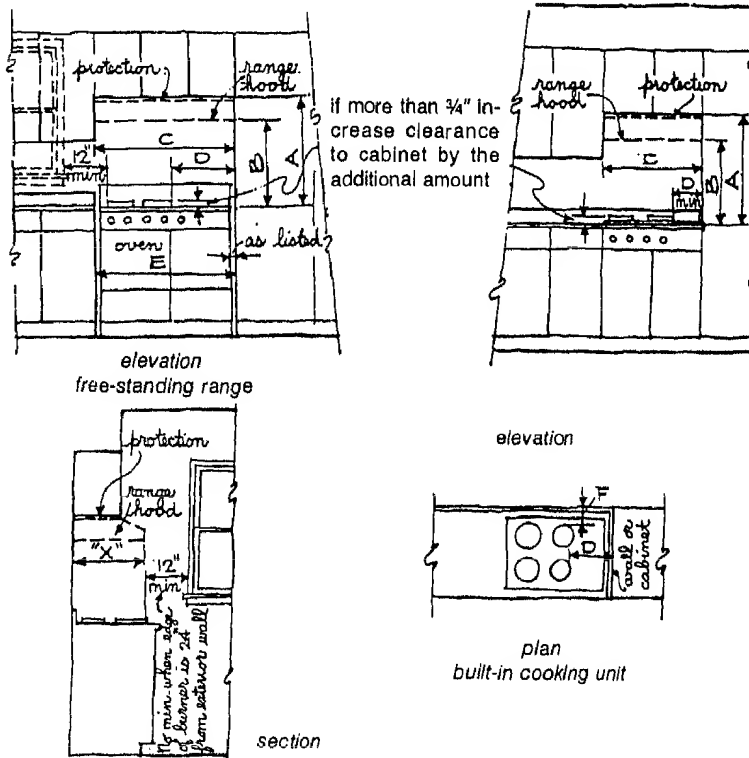 protection
range
hood
C
12"
min
D
B
A
oven
E
as listed
elevation
free-standing range
if more than ¾" in-
crease clearance
to cabinet by the
additional amount
range
hood
protection
C
D
min
B
A
elevation
protection
range
hood
"X"
12"
min
No min. when edge
of burner is 24"
from exterior wall
section
F
D
wall or
cabinet
plan
built-in cooking unit